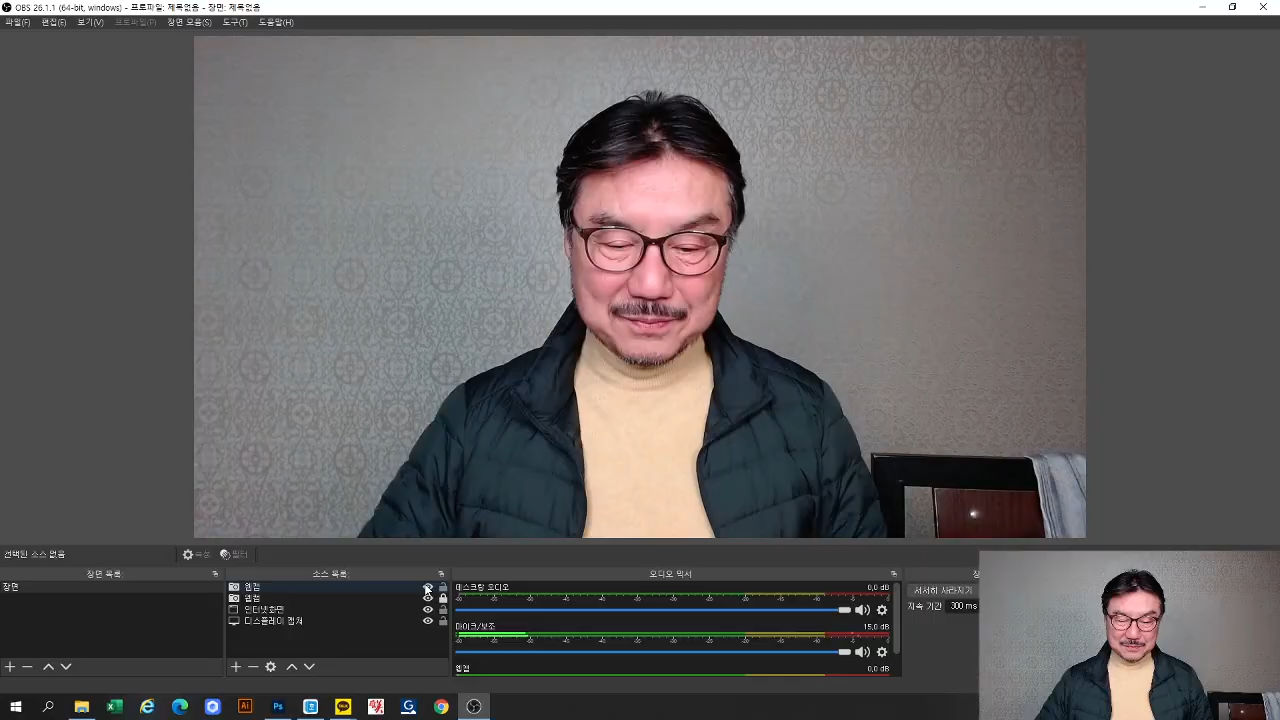 OBS 26.1.1 (64-bit, windows) - 프로파일: 제목없음 - 장면: 제목없음
파일(F) 편집(E) 보기(V) 프로파일(P) 장면 모음(S) 도구(T) 도움말(H)
선택된 소스 없음 속성 필터
장면 목록: 소스 목록: 오디오 믹서
장면
웹캠
웹캠
인터넷화면
디스플레이 캡쳐
데스크탑 오디오 0.0 dB
마이크/보조 15.0 dB
웹캠 0.0 dB
서서히 사라지기
지속 기간 300 ms